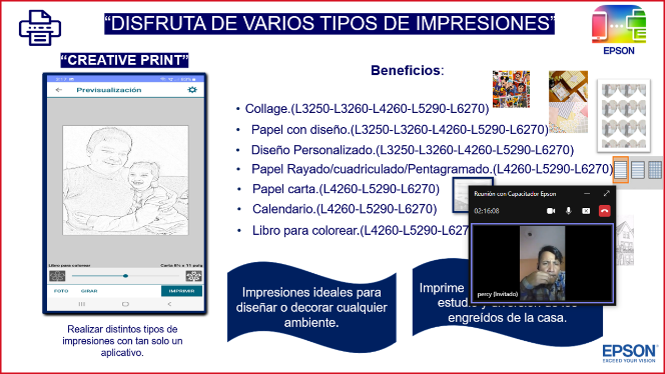 “DISFRUTA DE VARIOS TIPOS DE IMPRESIONES”
EPSON
“CREATIVE PRINT”
Previsualización
Libro para colorear
Carta 8½ x 11 pulg
FOTO GIRAR IMPRIMIR
Realizar distintos tipos de
impresiones con tan solo un
aplicativo.
Beneficios:
• Collage.(L3250-L3260-L4260-L5290-L6270)
• Papel con diseño.(L3250-L3260-L4260-L5290-L6270)
• Diseño Personalizado.(L3250-L3260-L4260-L5290-L6270)
• Papel Rayado/cuadriculado/Pentagramado.(L4260-L5290-L6270)
• Papel carta.(L4260-L5290-L6270)
• Calendario.(L4260-L5290-L6270)
• Libro para colorear.(L4260-L5290-L627
Reunión con Capacitador Epson
02:16:08
percy (Invitado)
Impresiones ideales para
diseñar o decorar cualquier
ambiente.
Imprime
engreídos de la casa.
EPSON
EXCEED YOUR VISION